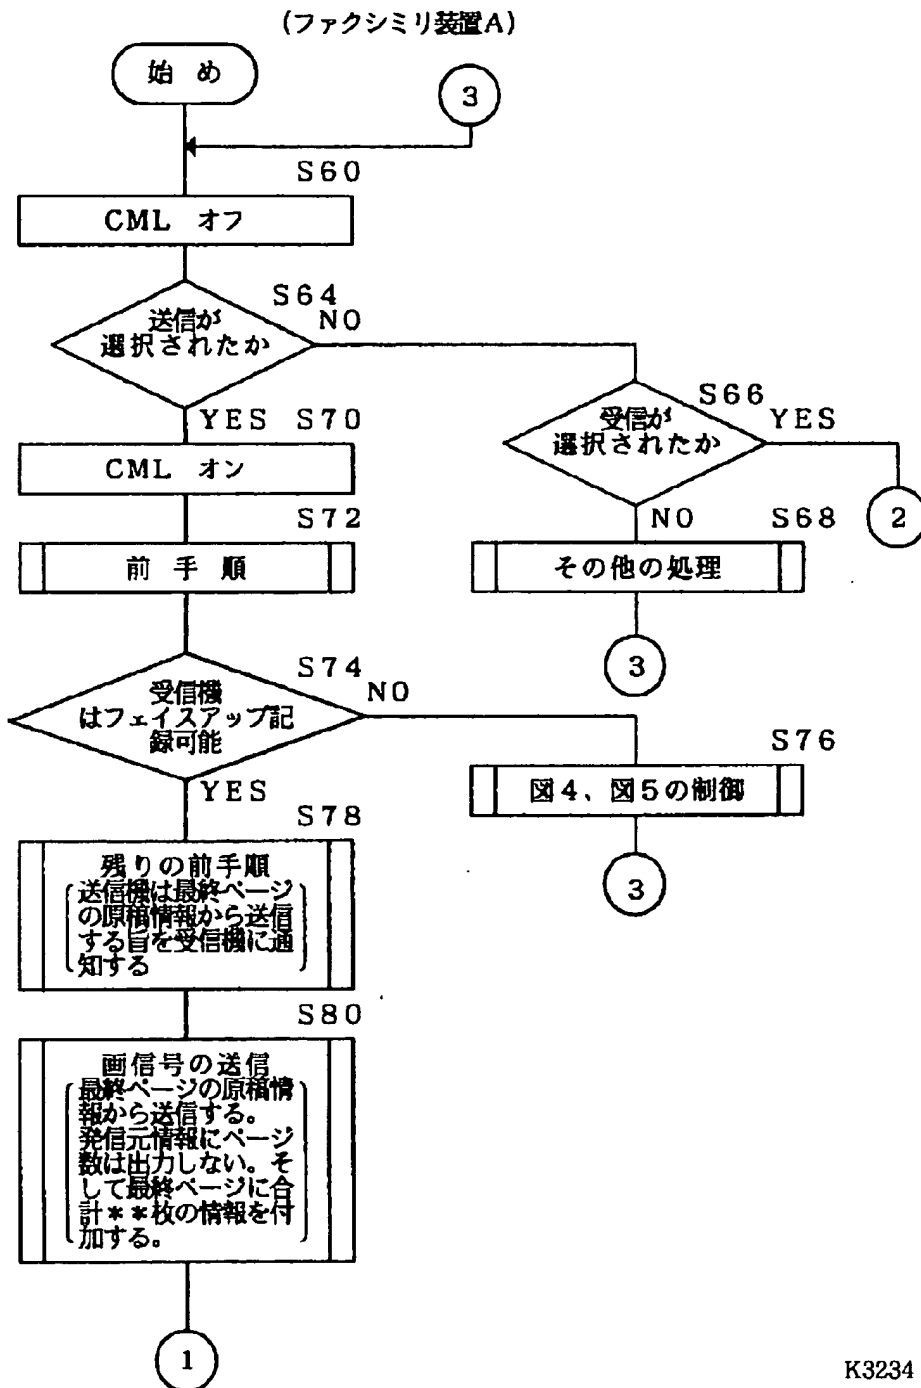 (ファクシミリ装置A)
始 め
3
S60
CML オフ
S64
送信が
選択されたか
NO
YES
S66
受信が
選択されたか
YES
2
NO
S68
その他の処理
3
S70
CML オン
S72
前 手 順
S74
受信機
はフェイスアップ記
録可能
NO
S76
図4、図5の制御
3
YES
S78
残りの前手順
送信機は最終ページ
の原稿情報から送信
する旨を受信機に通
知する
S80
画信号の送信
最終ページの原稿情
報から送信する。
発信元情報にページ
数は出力しない。そ
して最終ページに合
計**枚の情報を付
加する。
1
K3234